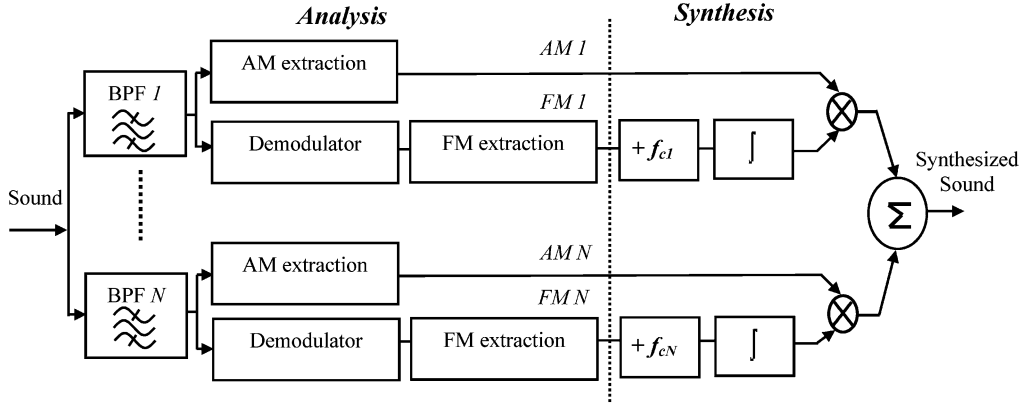 Analysis
Synthesis
AM extraction
AM 1
BPF 1
FM 1
Demodulator
FM extraction
+ fc1
∫
Synthesized
Sound
Sound
Σ
AM extraction
AM N
BPF N
FM N
Demodulator
FM extraction
+ fcN
∫